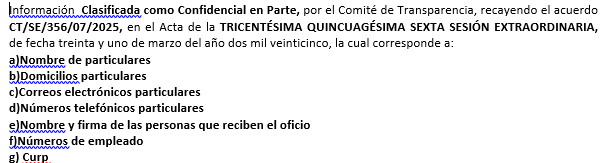 Información Clasificada como Confidencial en Parte, por el Comité de Transparencia, recayendo el acuerdo
CT/SE/356/07/2025, en el Acta de la TRICENTÉSIMA QUINCUAGÉSIMA SEXTA SESIÓN EXTRAORDINARIA,
de fecha treinta y uno de marzo del año dos mil veinticinco, la cual corresponde a:
a)Nombre de particulares
b)Domicilios particulares
c)Correos electrónicos particulares
d)Números telefónicos particulares
e)Nombre y firma de las personas que reciben el oficio
f)Números de empleado
g) Curp